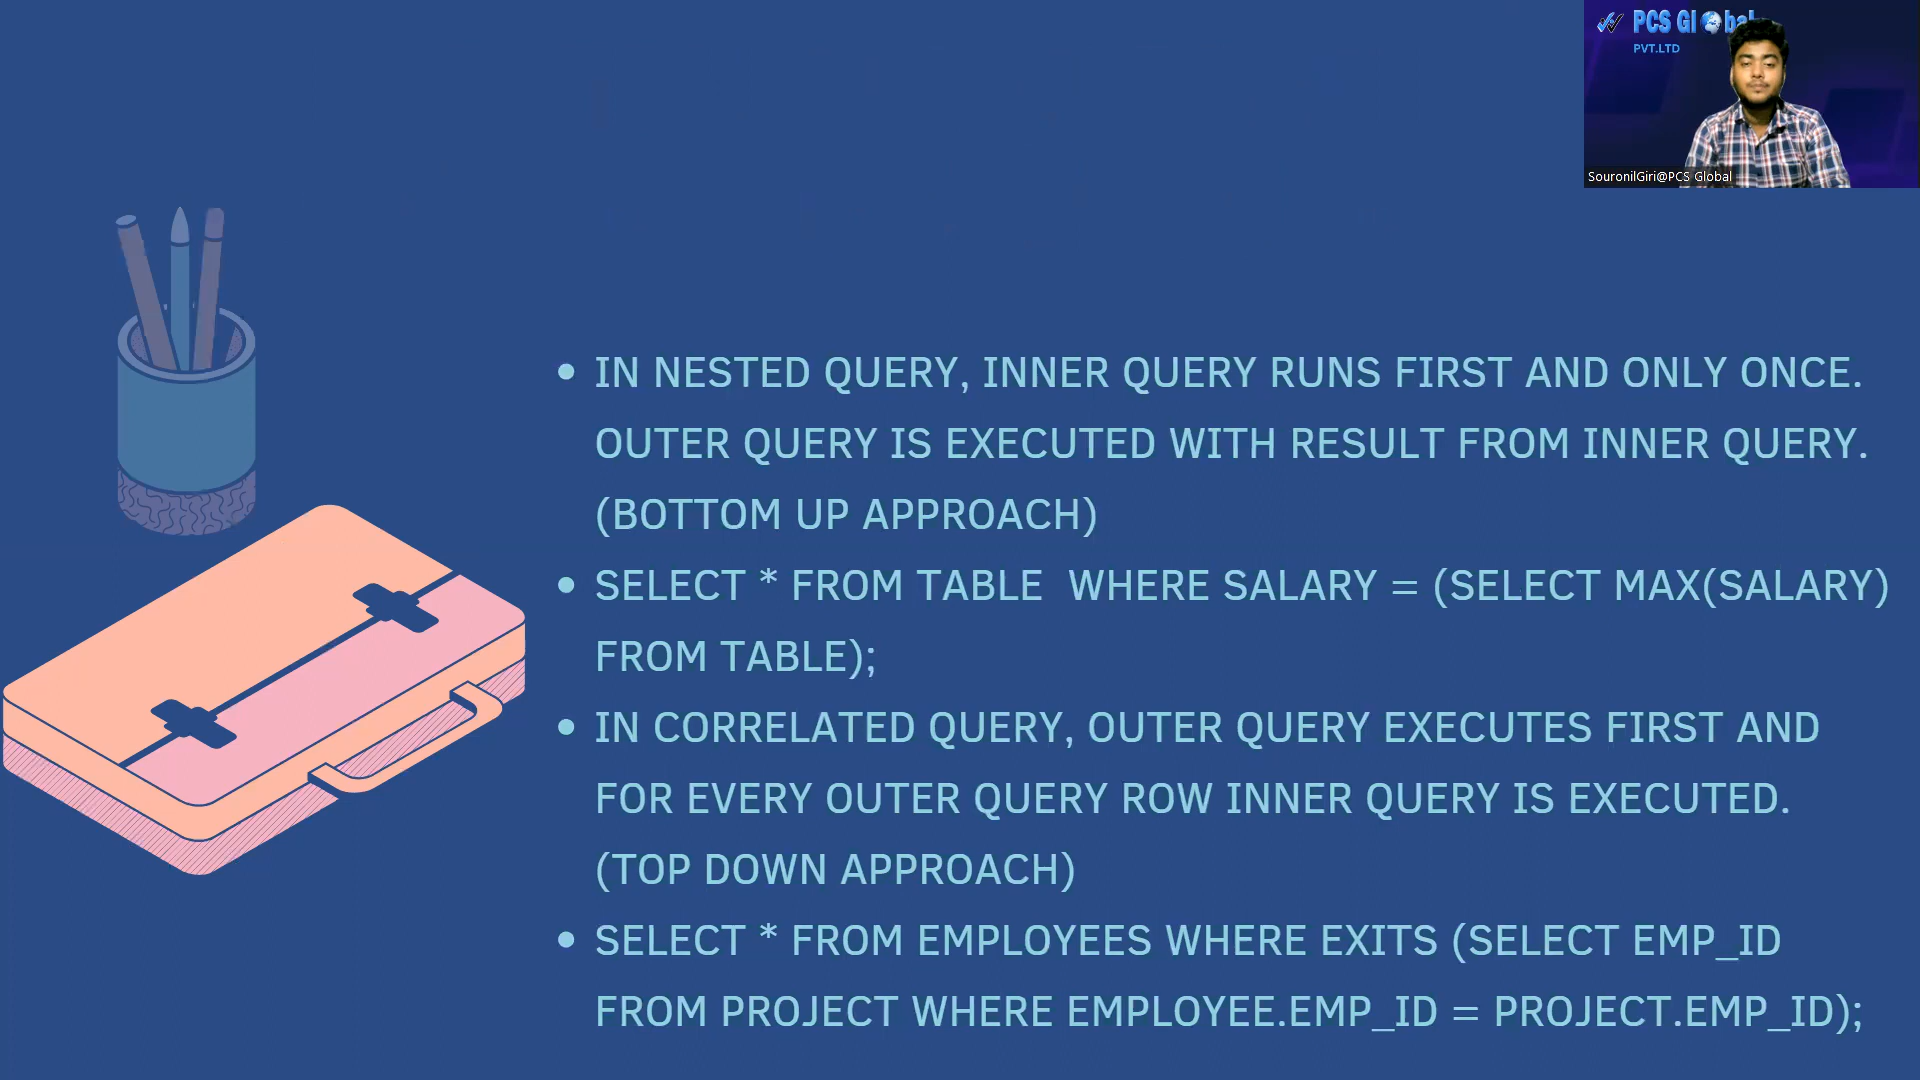 PCS Global
PVT.LTD
SouronilGiri@PCS Global
• IN NESTED QUERY, INNER QUERY RUNS FIRST AND ONLY ONCE.
OUTER QUERY IS EXECUTED WITH RESULT FROM INNER QUERY.
(BOTTOM UP APPROACH)
• SELECT * FROM TABLE  WHERE SALARY = (SELECT MAX(SALARY)
FROM TABLE);
• IN CORRELATED QUERY, OUTER QUERY EXECUTES FIRST AND
FOR EVERY OUTER QUERY ROW INNER QUERY IS EXECUTED.
(TOP DOWN APPROACH)
• SELECT * FROM EMPLOYEES WHERE EXITS (SELECT EMP_ID
FROM PROJECT WHERE EMPLOYEE.EMP_ID = PROJECT.EMP_ID);